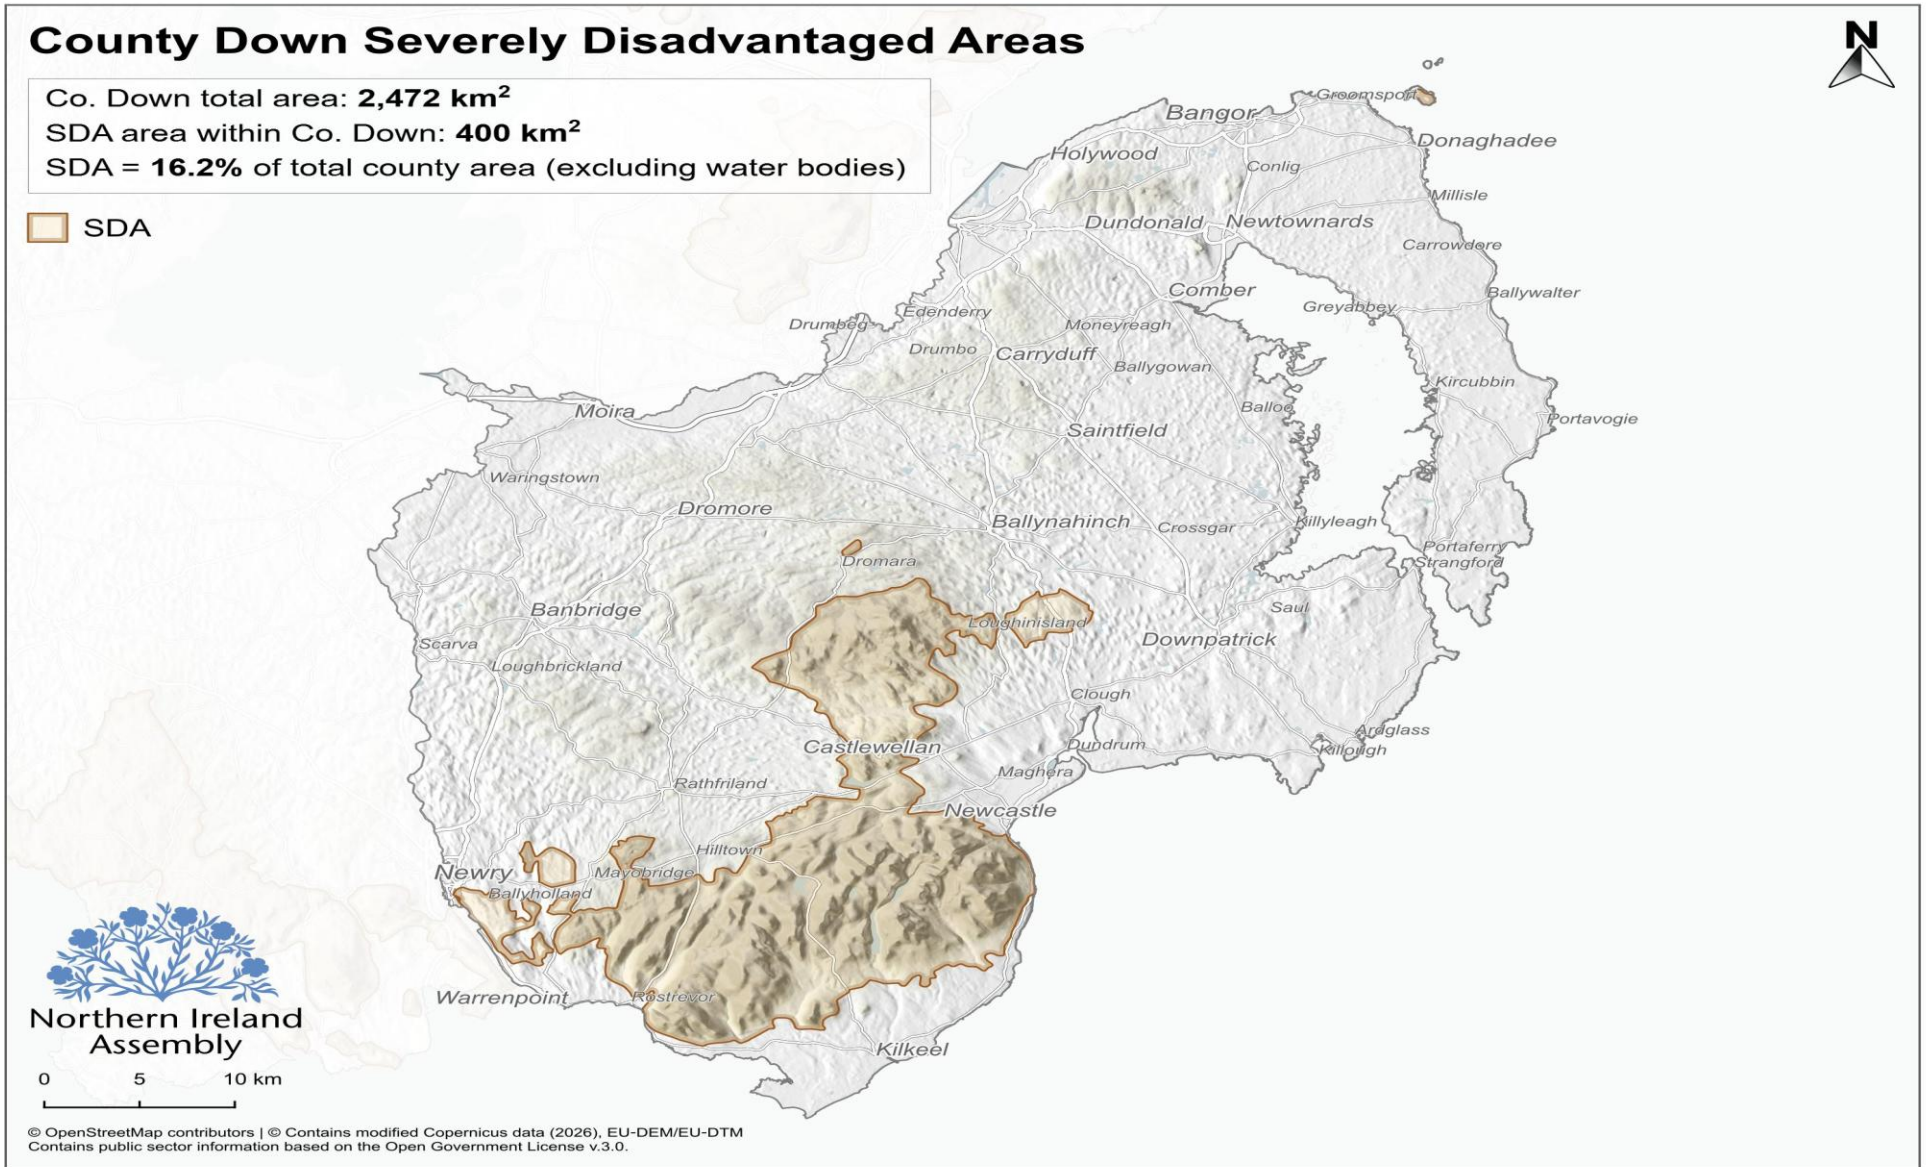 County Down Severely Disadvantaged Areas
N
Co. Down total area: 2,472 km²
SDA area within Co. Down: 400 km²
SDA = 16.2% of total county area (excluding water bodies)
SDA
Groomsport
Bangor
Donaghadee
Holywood
Conlig
Millisle
Dundonald
Newtownards
Carrowdore
Comber
Ballywalter
Greyabbey
Edenderry
Drumbeg
Moneyreagh
Drumbo
Carryduff
Ballygowan
Kircubbin
Moira
Balloo
Portavogie
Saintfield
Waringstown
Dromore
Ballynahinch
Crossgar
Killyleagh
Portaferry
Dromara
Strangford
Banbridge
Saul
Loughinisland
Scarva
Downpatrick
Loughbrickland
Clough
Ardglass
Castlewellan
Dundrum
Killough
Maghera
Rathfriland
Newcastle
Hilltown
Newry
Mayobridge
Ballyholland
Warrenpoint
Rostrevor
Kilkeel
Northern Ireland
Assembly
0 5 10 km
© OpenStreetMap contributors | © Contains modified Copernicus data (2026), EU-DEM/EU-DTM
Contains public sector information based on the Open Government License v.3.0.